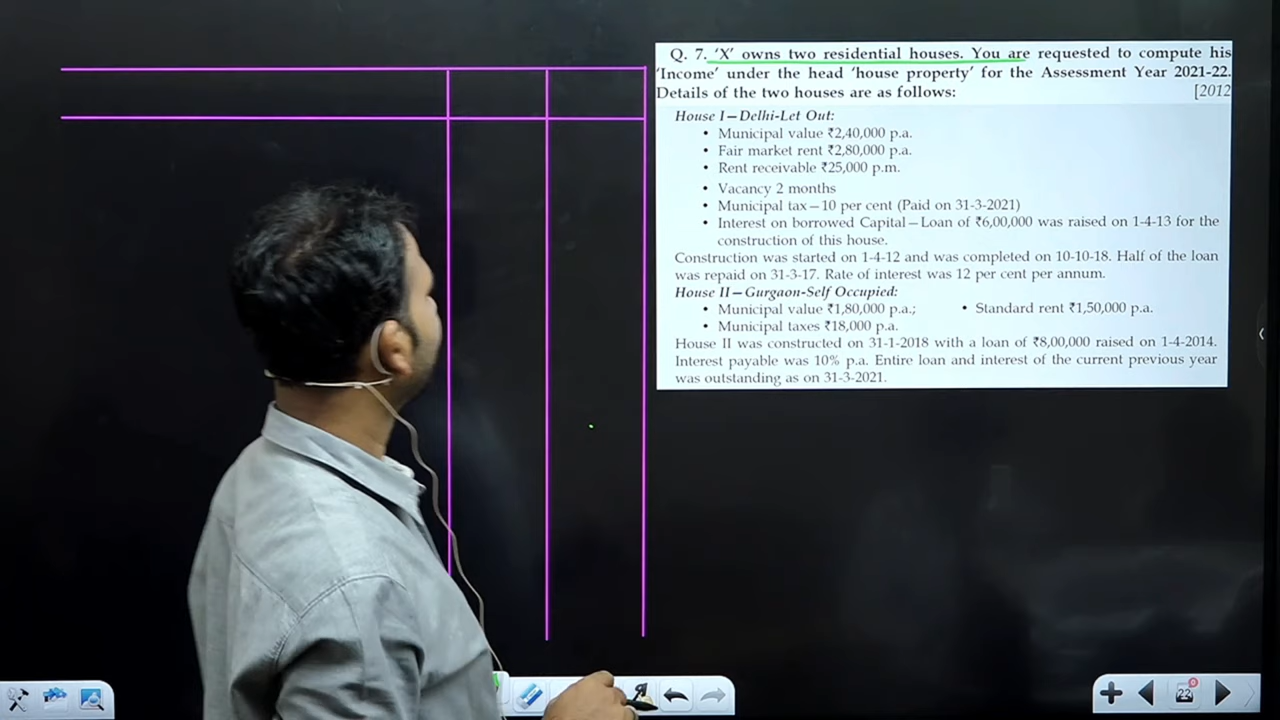 Q. 7. ‘X’ owns two residential houses. You are requested to compute his
‘Income’ under the head ‘house property’ for the Assessment Year 2021-22.
Details of the two houses are as follows: [2012
House I—Delhi-Let Out:
• Municipal value ₹2,40,000 p.a.
• Fair market rent ₹2,80,000 p.a.
• Rent receivable ₹25,000 p.m.
• Vacancy 2 months
• Municipal tax—10 per cent (Paid on 31-3-2021)
• Interest on borrowed Capital—Loan of ₹6,00,000 was raised on 1-4-13 for the
construction of this house.
Construction was started on 1-4-12 and was completed on 10-10-18. Half of the loan
was repaid on 31-3-17. Rate of interest was 12 per cent per annum.
House II—Gurgaon-Self Occupied:
• Municipal value ₹1,80,000 p.a.; • Standard rent ₹1,50,000 p.a.
• Municipal taxes ₹18,000 p.a.
House II was constructed on 31-1-2018 with a loan of ₹8,00,000 raised on 1-4-2014.
Interest payable was 10% p.a. Entire loan and interest of the current previous year
was outstanding as on 31-3-2021.